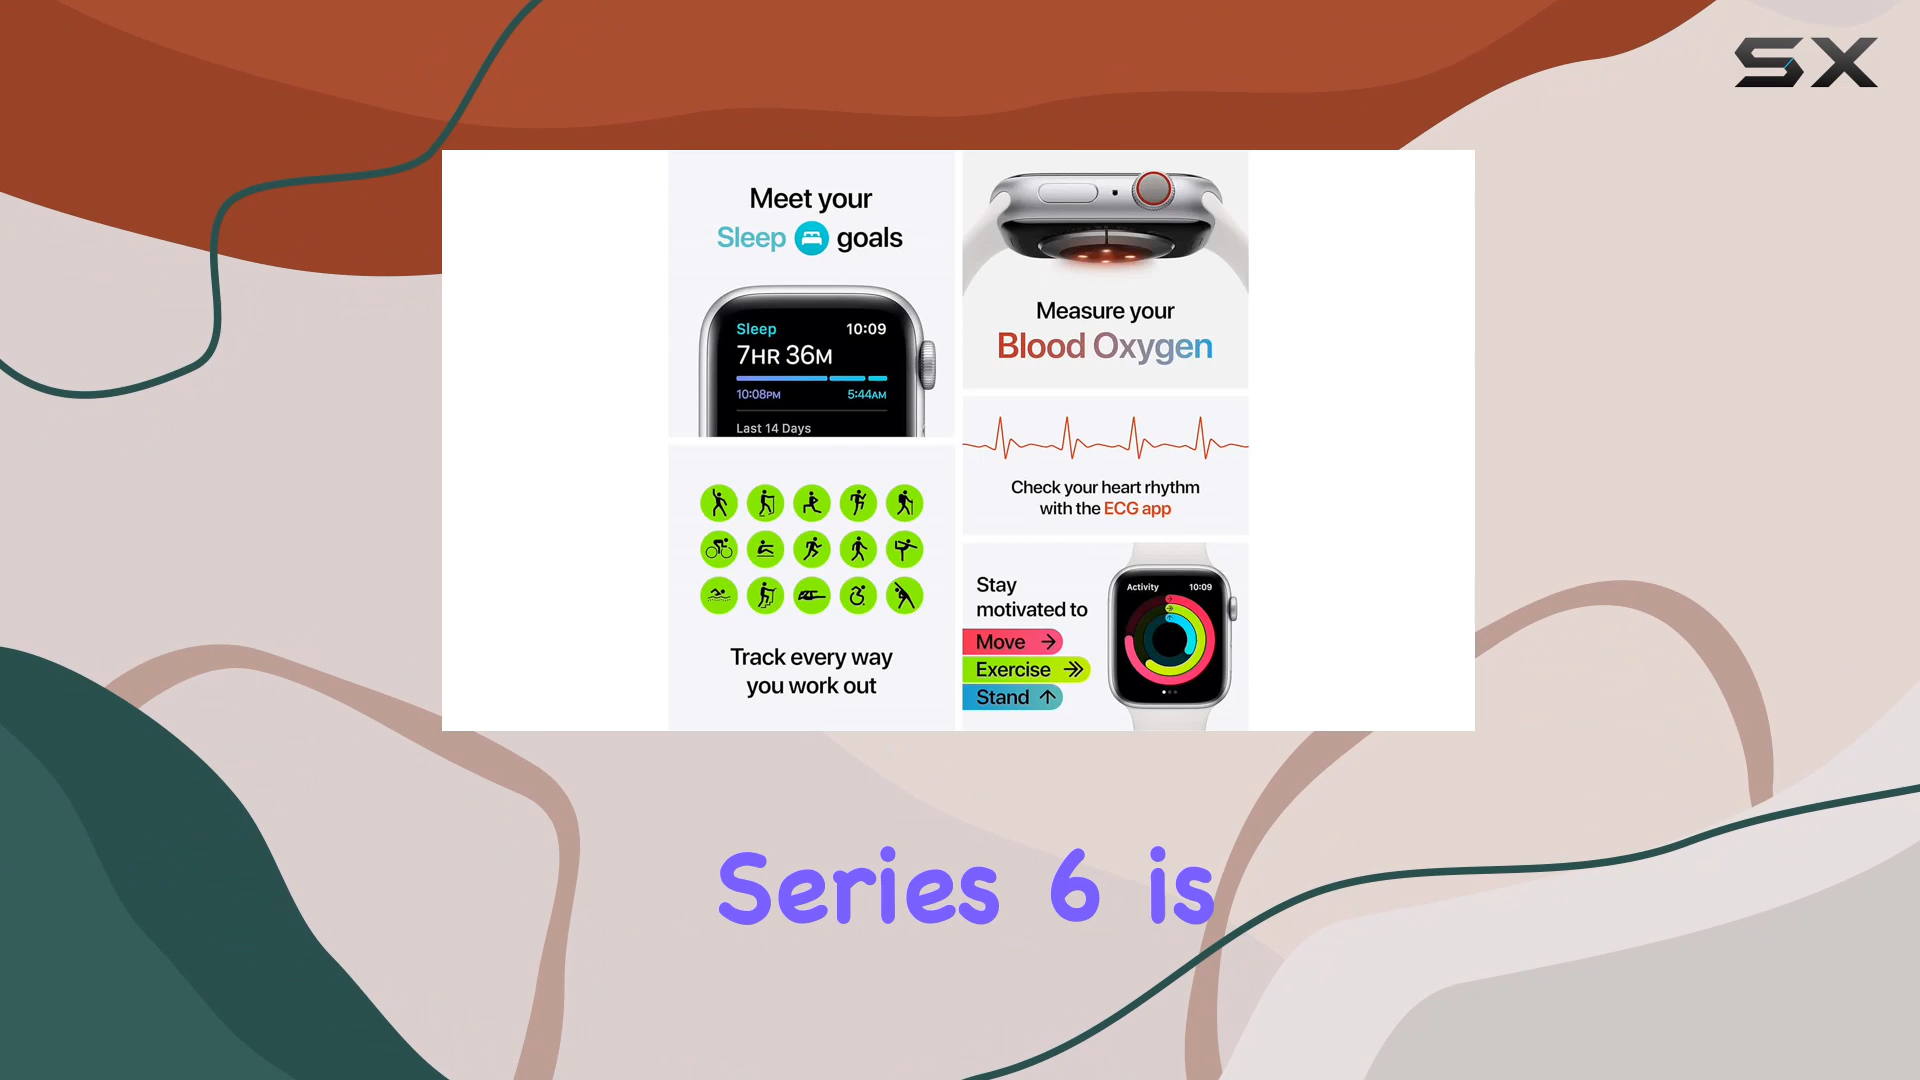 SX
Meet your
Sleep goals
Sleep 10:09
7HR 36M
10:08PM 5:44AM
Last 14 Days
Track every way
you work out
Measure your
Blood Oxygen
Check your heart rhythm
with the ECG app
Stay
motivated to
Move
Exercise
Stand
Activity 10:09
Series 6 is